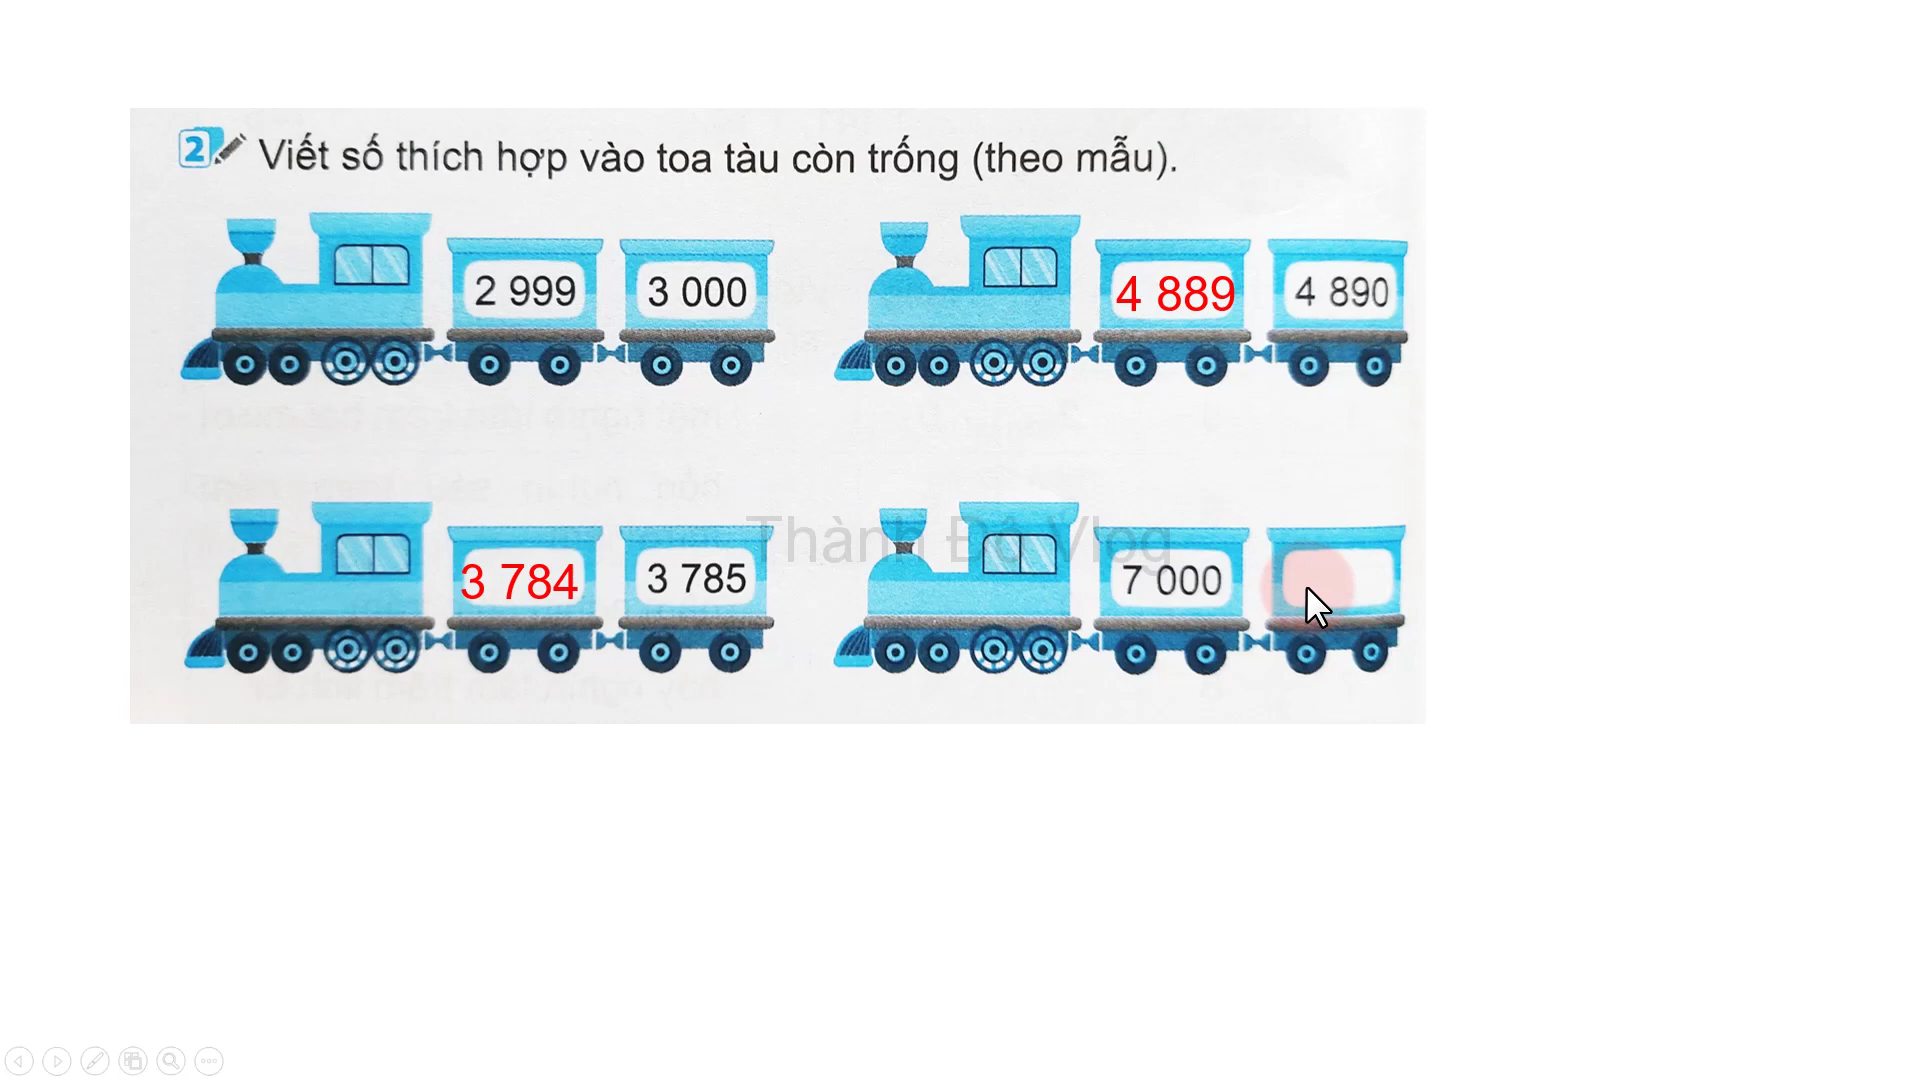 2 Viết số thích hợp vào toa tàu còn trống (theo mẫu).
2 999 3 000 4 889 4 890
Thành Đô Vlog
3 784 3 785 7 000